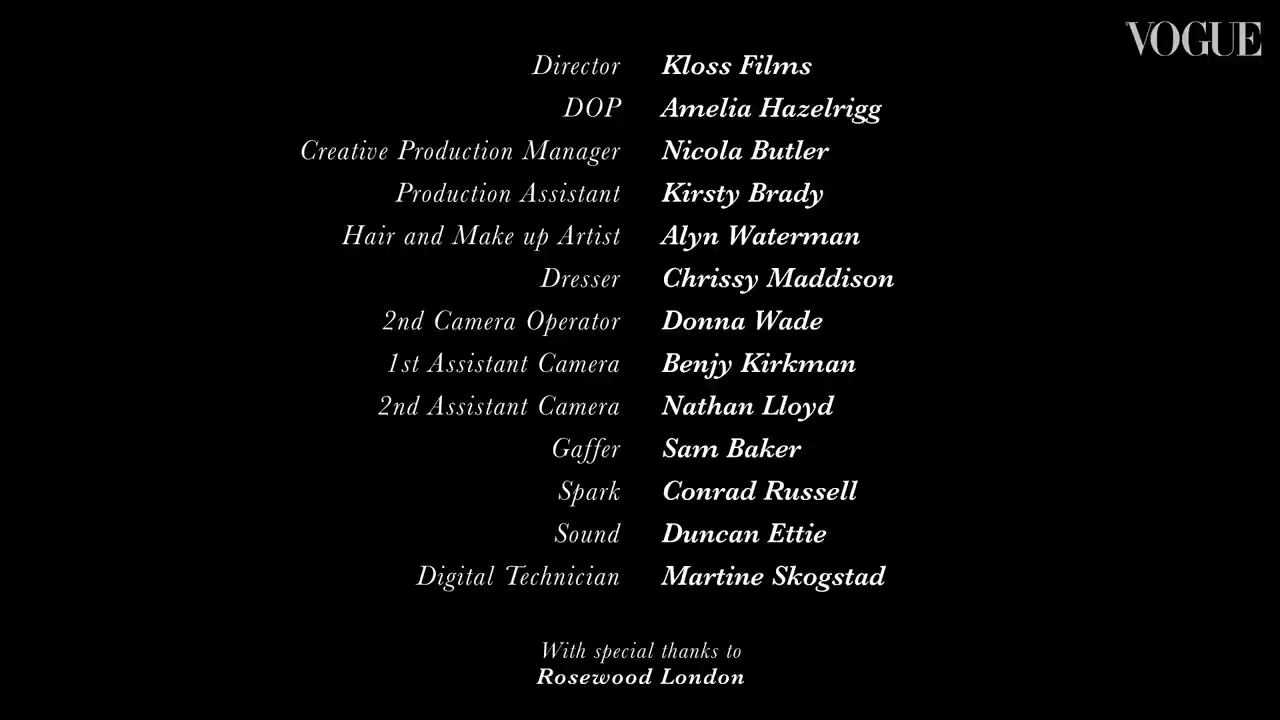 VOGUE
Director Kloss Films
DOP Amelia Hazelrigg
Creative Production Manager Nicola Butler
Production Assistant Kirsty Brady
Hair and Make up Artist Alyn Waterman
Dresser Chrissy Maddison
2nd Camera Operator Donna Wade
1st Assistant Camera Benjy Kirkman
2nd Assistant Camera Nathan Lloyd
Gaffer Sam Baker
Spark Conrad Russell
Sound Duncan Ettie
Digital Technician Martine Skogstad
With special thanks to
Rosewood London